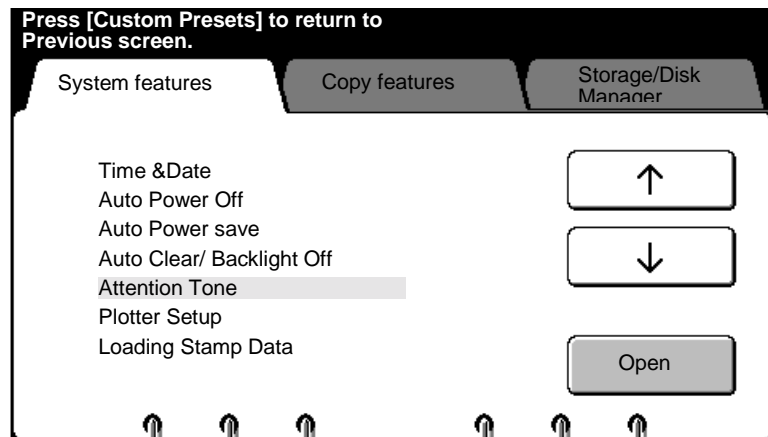 Press [Custom Presets] to return to
Previous screen.
System features
Copy features
Storage/Disk
Manager
Time &Date
Auto Power Off
Auto Power save
Auto Clear/ Backlight Off
Attention Tone
Plotter Setup
Loading Stamp Data
Open